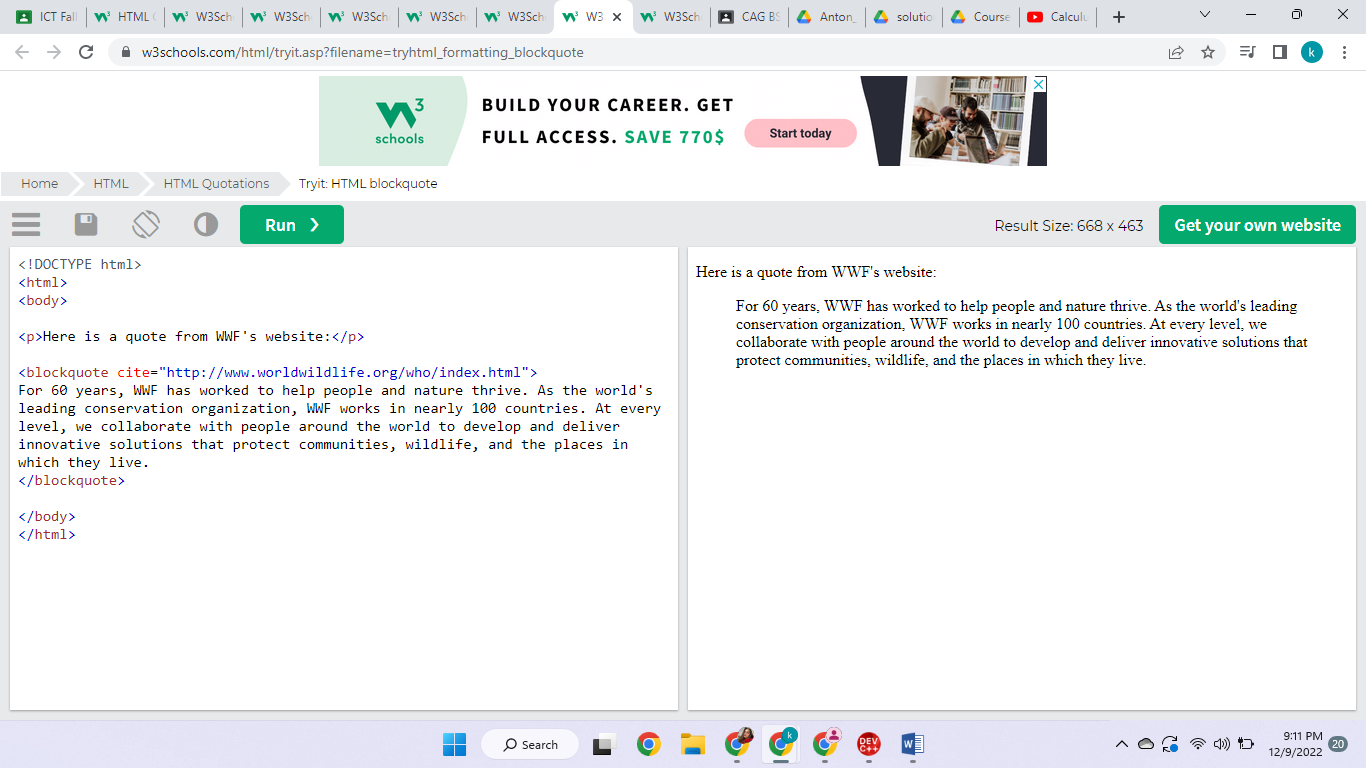 ICT Fal
HTML
W3Sch
W3Sch
W3Sch
W3Sch
W3Sch
W3
W3Sch
CAG BS
Anton_
solutio
Course
Calculu
w3schools.com/html/tryit.asp?filename=tryhtml_formatting_blockquote
k
3
schools
BUILD YOUR CAREER. GET
FULL ACCESS. SAVE 770$
Start today
Home
HTML
HTML Quotations
Tryit: HTML blockquote
Run ❯
Result Size: 668 x 463
Get your own website
<!DOCTYPE html>
<html>
<body>
<p>Here is a quote from WWF's website:</p>
<blockquote cite="http://www.worldwildlife.org/who/index.html">
For 60 years, WWF has worked to help people and nature thrive. As the world's
leading conservation organization, WWF works in nearly 100 countries. At every
level, we collaborate with people around the world to develop and deliver
innovative solutions that protect communities, wildlife, and the places in
which they live.
</blockquote>
</body>
</html>
Here is a quote from WWF's website:
For 60 years, WWF has worked to help people and nature thrive. As the world's leading
conservation organization, WWF works in nearly 100 countries. At every level, we
collaborate with people around the world to develop and deliver innovative solutions that
protect communities, wildlife, and the places in which they live.
Search
k
DEV
C++
W
9:11 PM
12/9/2022
20